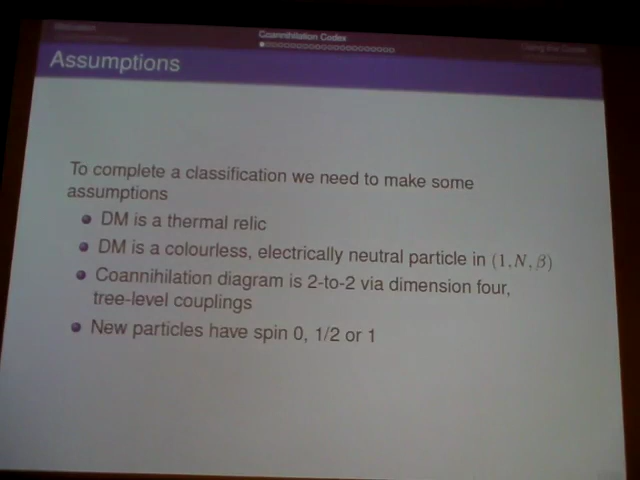 Coannihilation Codex
Assumptions
To complete a classification we need to make some
assumptions
DM is a thermal relic
DM is a colourless, electrically neutral particle in (1, N, β)
Coannihilation diagram is 2-to-2 via dimension four,
tree-level couplings
New particles have spin 0, 1/2 or 1